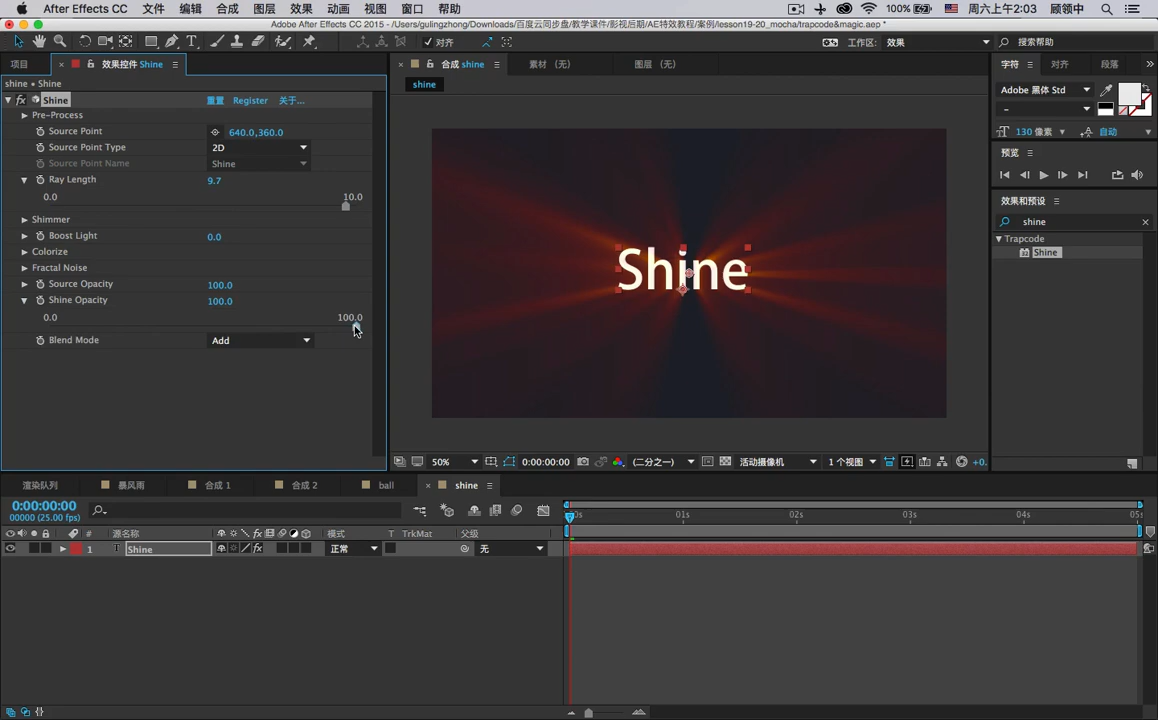 After Effects CC 文件 编辑 合成 图层 效果 动画 视图 窗口 帮助 100% 周六上午2:03 顾领中
Adobe After Effects CC 2015 - /Users/gulingzhong/Downloads/百度云同步盘/教学课件/影视后期/AE特效教程/案例/lesson19-20_mocha/trapcode&magic.aep *
对齐 工作区: 效果 搜索帮助
项目 效果控件 Shine
合成 shine 素材 (无) 图层 (无)
字符 对齐 段落
shine • Shine
shine
fx Shine 重置 Register 关于...
Pre-Process
Source Point 640.0,360.0
Source Point Type 2D
Source Point Name Shine
Ray Length 9.7
0.0 10.0
Shimmer
Boost Light 0.0
Colorize
Fractal Noise
Source Opacity 100.0
Shine Opacity 100.0
0.0 100.0
Blend Mode Add
Shine
Adobe 黑体 Std
-
130 像素 自动
预览
效果和预设
shine
Trapcode
Shine
50% 0:00:00:00 (二分之一) 活动摄像机 1 个视图 +0.
渲染队列 暴风雨 合成 1 合成 2 ball shine
0:00:00:00
00000 (25.00 fps)
0s 01s 02s 03s 04s 05s
# 源名称 fx 模式 T TrkMat 父级
1 T Shine fx 正常 无